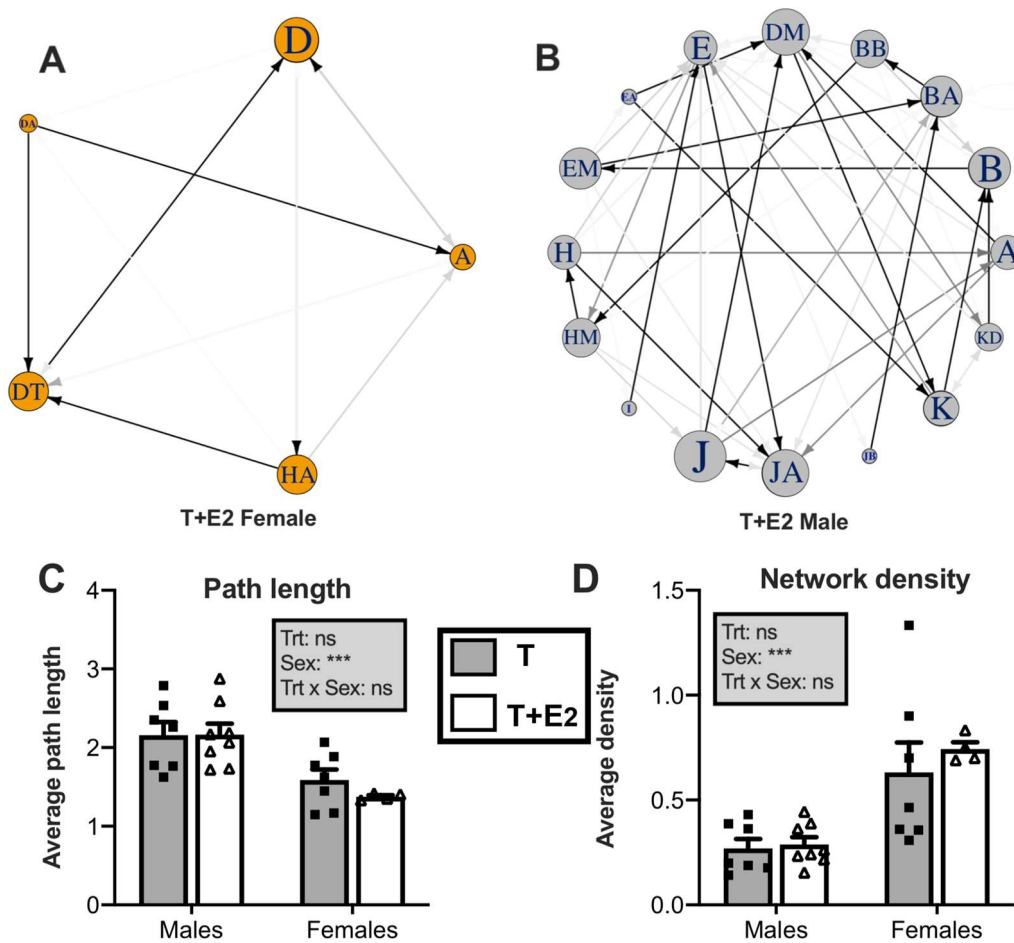 A
D
DA
A
DT
HA
T+E2 Female
B
DM
BB
E
EA
BA
EM
B
H
A
HM
KD
I
K
J
JA
JB
T+E2 Male
C
Path length
4
3
2
1
0
Average path length
Trt: ns
Sex: ***
Trt x Sex: ns
Males
Females
T
T+E2
D
Network density
1.5
1.0
0.5
0.0
Average density
Trt: ns
Sex: ***
Trt x Sex: ns
Males
Females